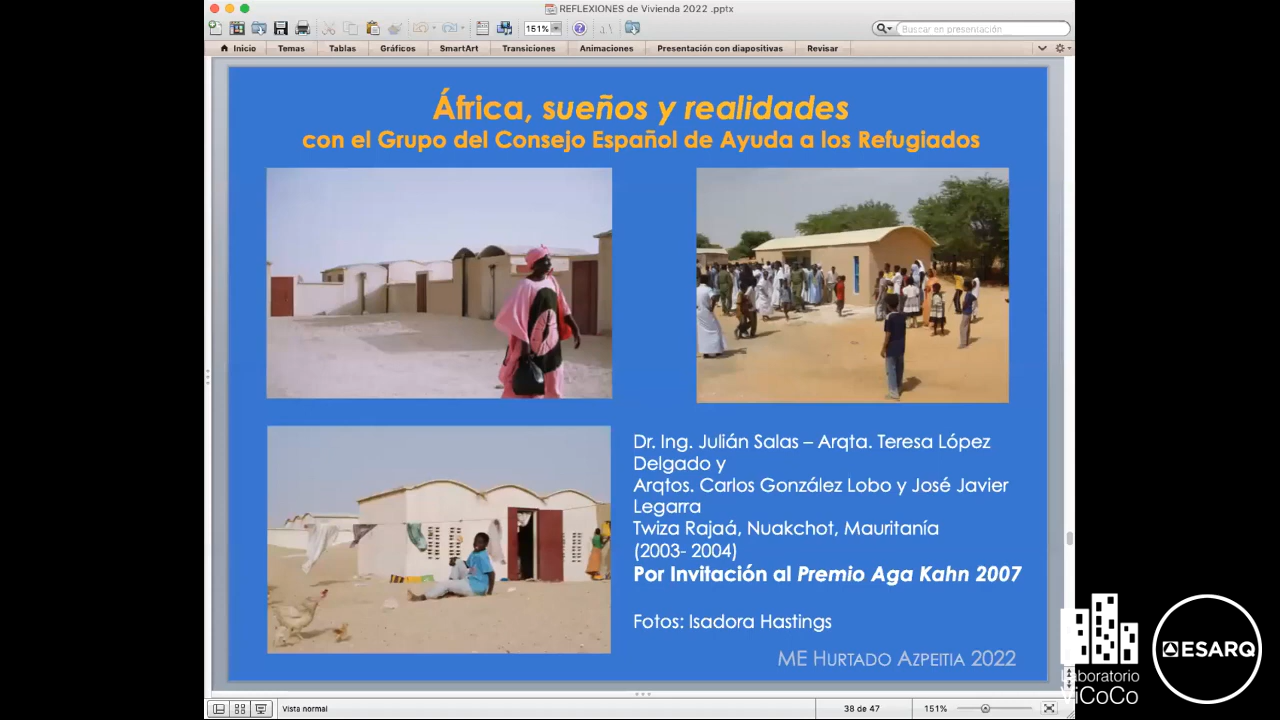 REFLEXIONES de Vivienda 2022 .pptx
151%
Buscar en presentación
Inicio
Temas
Tablas
Gráficos
SmartArt
Transiciones
Animaciones
Presentación con diapositivas
Revisar
África, sueños y realidades
con el Grupo del Consejo Español de Ayuda a los Refugiados
Dr. Ing. Julián Salas – Arqta. Teresa López
Delgado y
Arqtos. Carlos González Lobo y José Javier
Legarra
Twiza Rajaá, Nuakchot, Mauritanía
(2003- 2004)
Por Invitación al Premio Aga Kahn 2007
Fotos: Isadora Hastings
ME HURTADO AZPEITIA 2022
Laboratorio
ViCoCo
ESARQ
Vista normal
38 de 47
151%